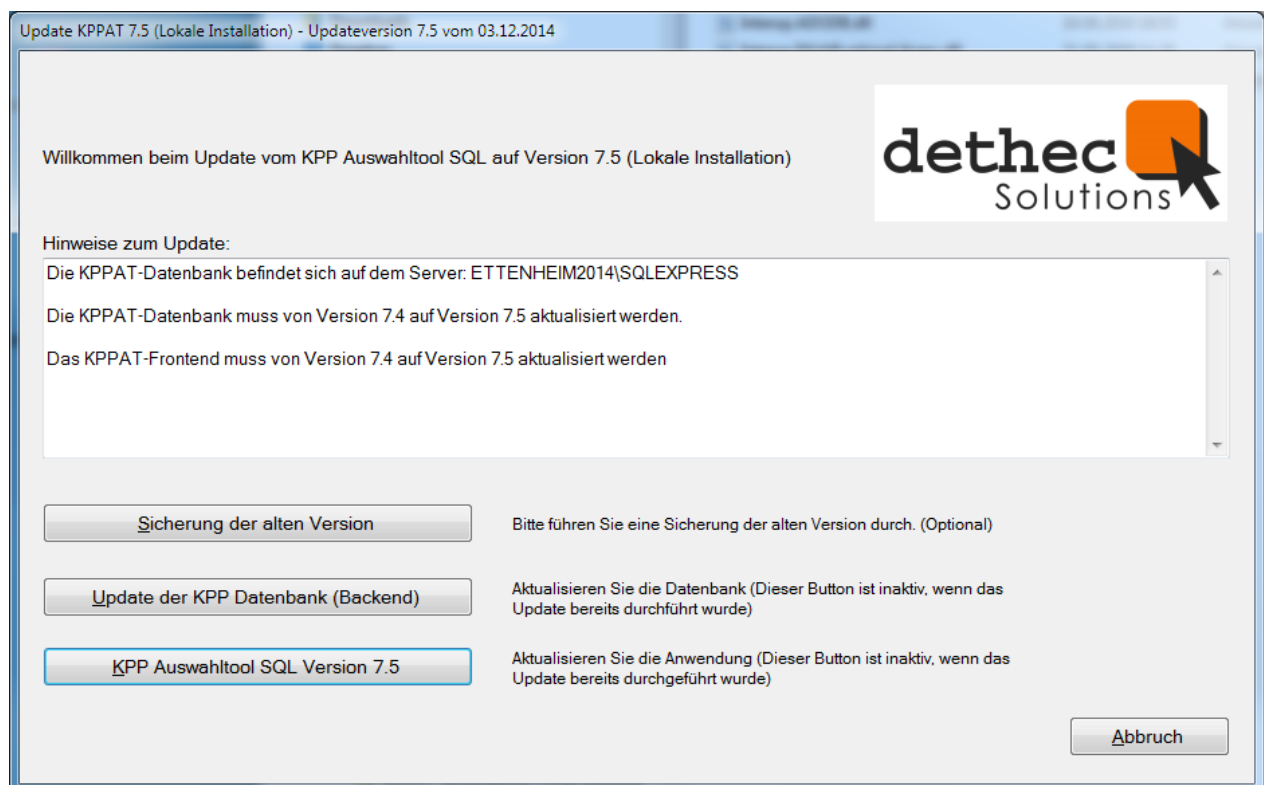 Update KPPAT 7.5 (Lokale Installation) - Updateversion 7.5 vom 03.12.2014
dethec
Solutions
Willkommen beim Update vom KPP Auswahltool SQL auf Version 7.5 (Lokale Installation)
Hinweise zum Update:
Die KPPAT-Datenbank befindet sich auf dem Server: ETTENHEIM2014\SQLEXPRESS
Die KPPAT-Datenbank muss von Version 7.4 auf Version 7.5 aktualisiert werden.
Das KPPAT-Frontend muss von Version 7.4 auf Version 7.5 aktualisiert werden
Sicherung der alten Version
Bitte führen Sie eine Sicherung der alten Version durch. (Optional)
Update der KPP Datenbank (Backend)
Aktualisieren Sie die Datenbank (Dieser Button ist inaktiv, wenn das
Update bereits durchführt wurde)
KPP Auswahltool SQL Version 7.5
Aktualisieren Sie die Anwendung (Dieser Button ist inaktiv, wenn das
Update bereits durchgeführt wurde)
Abbruch